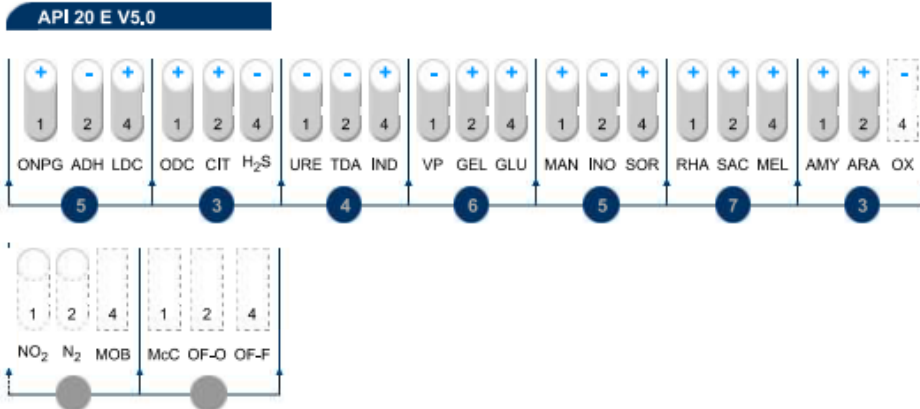 API 20 E V5.0
+ - + + + - - - + - + + + - + + + + + + -
1 2 4 1 2 4 1 2 4 1 2 4 1 2 4 1 2 4 1 2 4
ONPG ADH LDC ODC CIT H₂S URE TDA IND VP GEL GLU MAN INO SOR RHA SAC MEL AMY ARA OX
5 3 4 6 5 7 3
1 2 4 1 2 4
NO₂ N₂ MOB McC OF-O OF-F